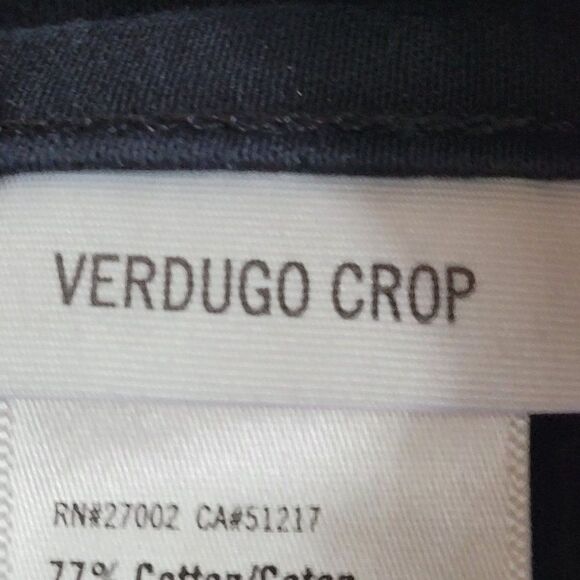 VERDUGO CROP
RN#27002 CA#51217
77% Cotton/Coton